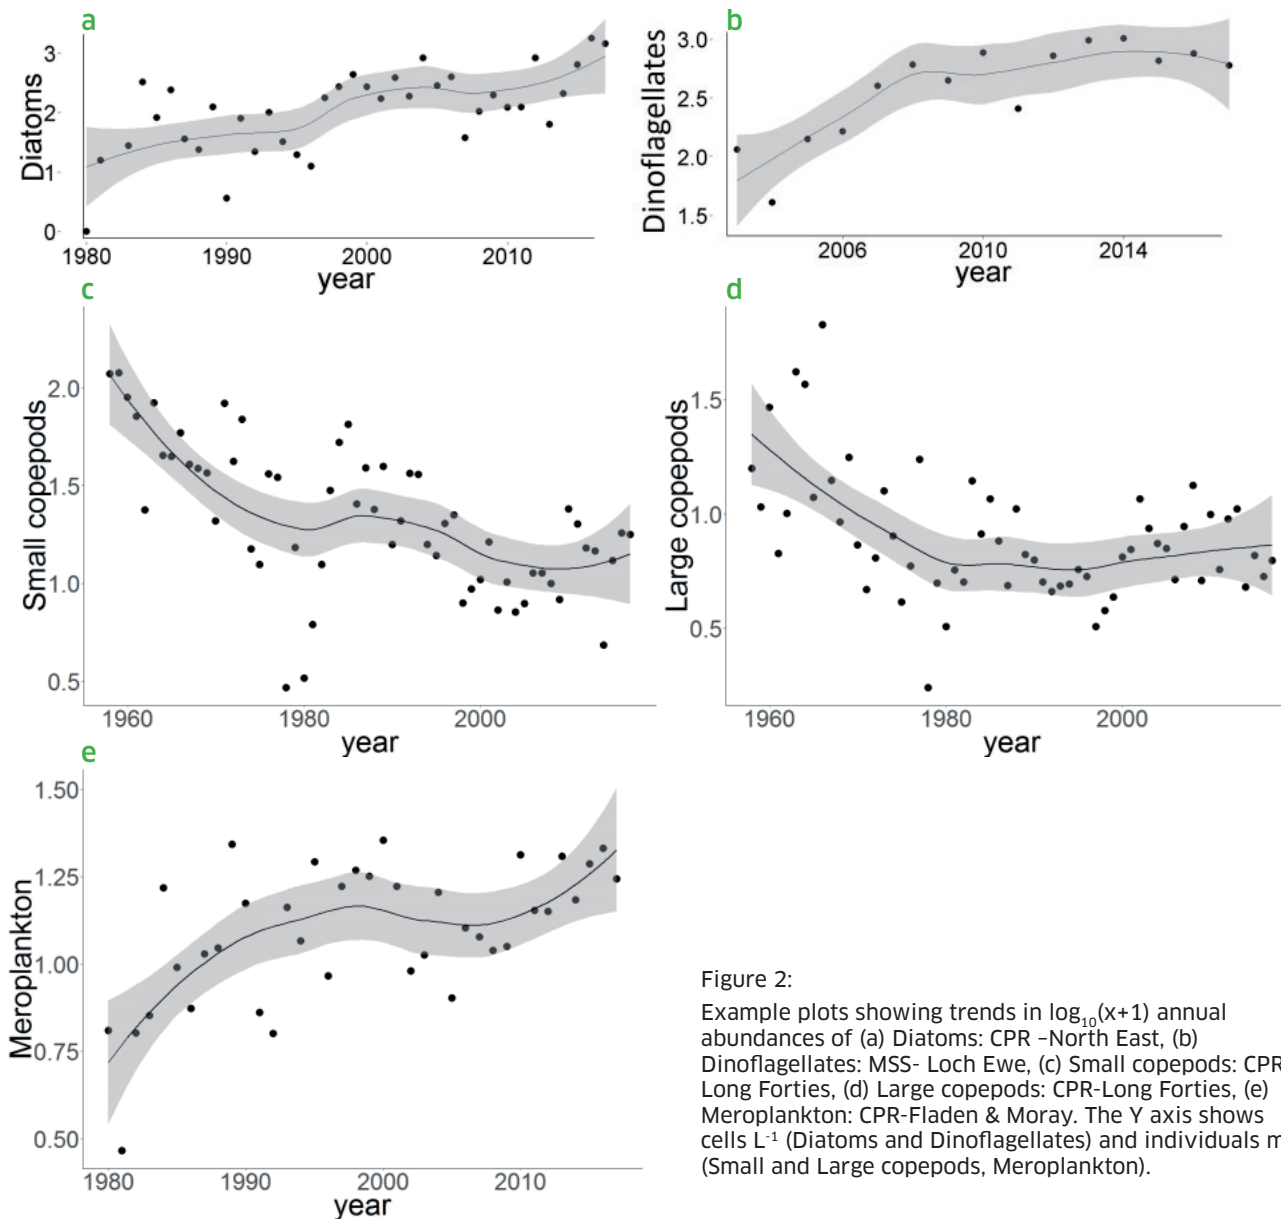 a
Diatoms
3
2
1
0
1980 1990 2000 2010
year
b
Dinoflagellates
3.0
2.5
2.0
1.5
2006 2010 2014
year
c
Small copepods
2.0
1.5
1.0
0.5
1960 1980 2000
year
d
Large copepods
1.5
1.0
0.5
1960 1980 2000
year
e
Meroplankton
1.50
1.25
1.00
0.75
0.50
1980 1990 2000 2010
year
Figure 2:
Example plots showing trends in log₁₀(x+1) annual
abundances of (a) Diatoms: CPR –North East, (b)
Dinoflagellates: MSS- Loch Ewe, (c) Small copepods: CPR
Long Forties, (d) Large copepods: CPR-Long Forties, (e)
Meroplankton: CPR-Fladen & Moray. The Y axis shows
cells L⁻¹ (Diatoms and Dinoflagellates) and individuals m
(Small and Large copepods, Meroplankton).